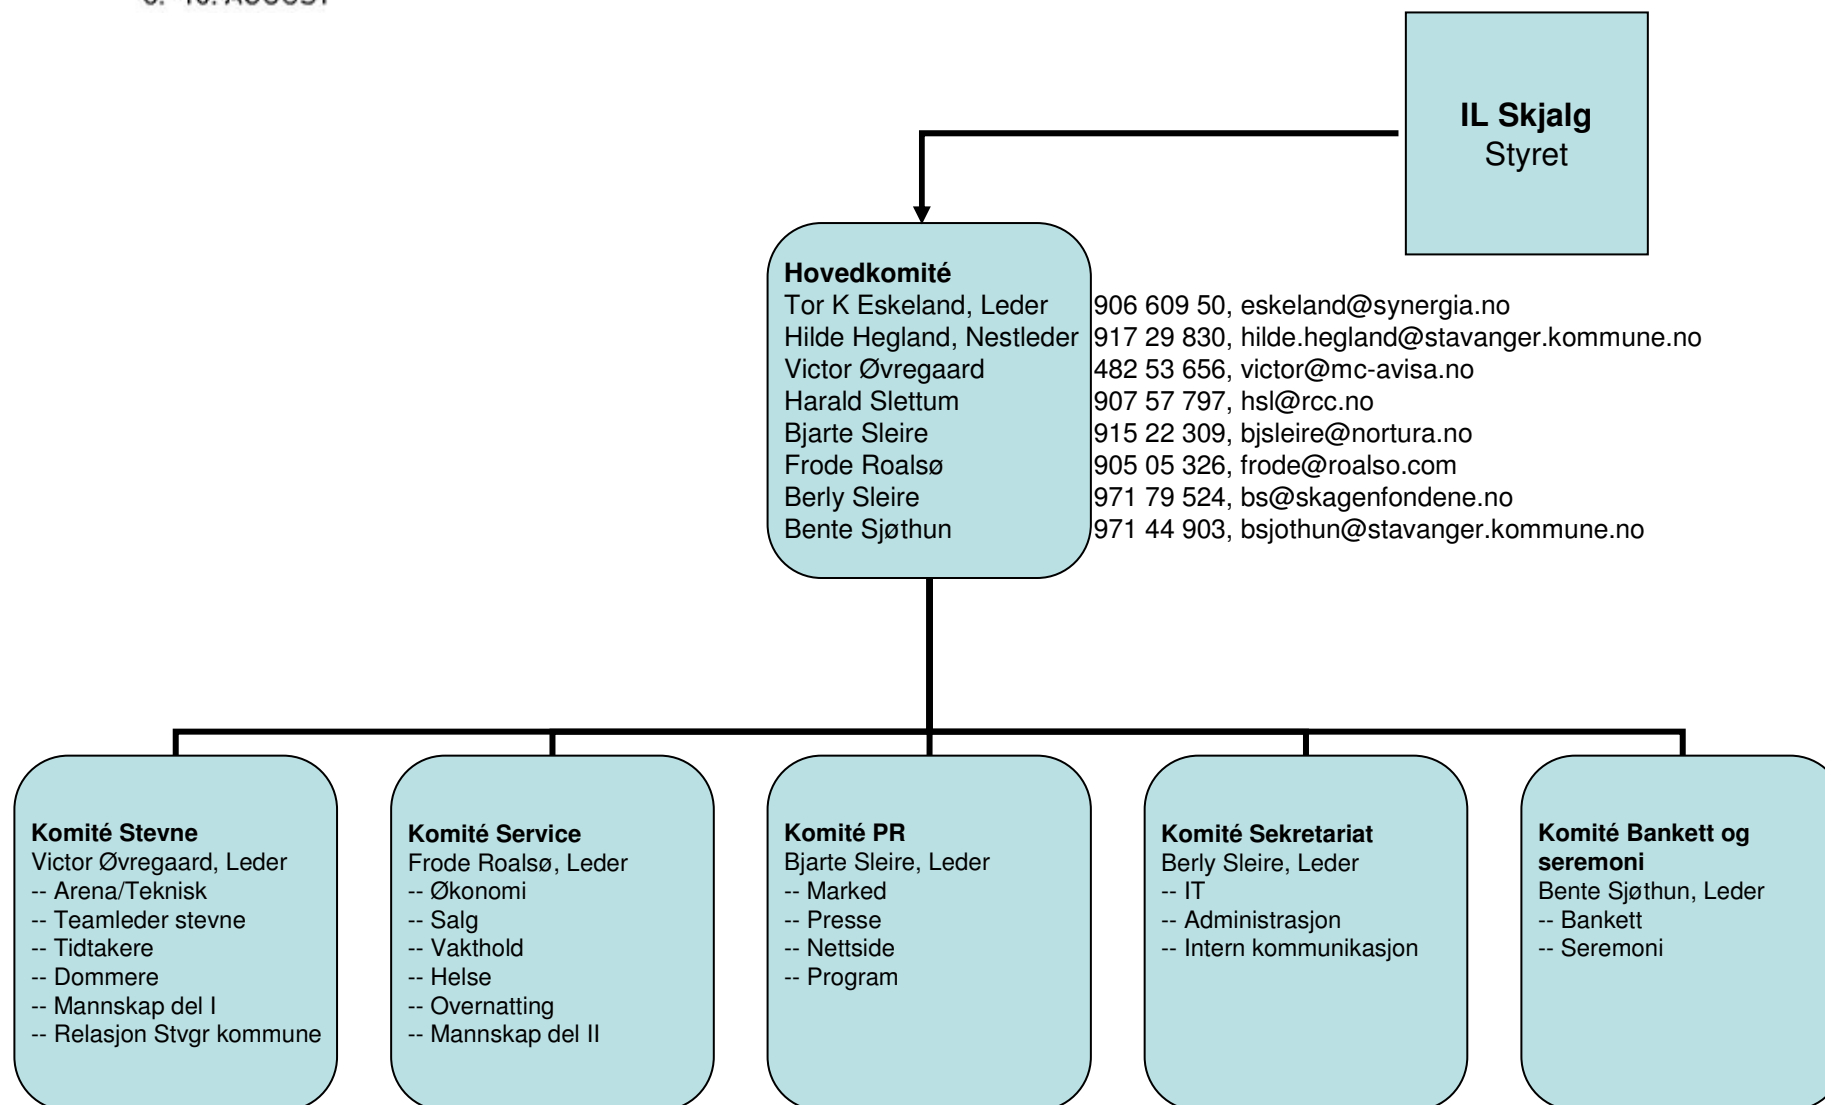 AUGUST
IL Skjalg
Styret
Hovedkomité
Tor K Eskeland, Leder 906 609 50, eskeland@synergia.no
Hilde Hegland, Nestleder 917 29 830, hilde.hegland@stavanger.kommune.no
Victor Øvregaard 482 53 656, victor@mc-avisa.no
Harald Slettum 907 57 797, hsl@rcc.no
Bjarte Sleire 915 22 309, bjsleire@nortura.no
Frode Roalsø 905 05 326, frode@roalso.com
Berly Sleire 971 79 524, bs@skagenfondene.no
Bente Sjøthun 971 44 903, bsjothun@stavanger.kommune.no
Komité Stevne
Victor Øvregaard, Leder
-- Arena/Teknisk
-- Teamleder stevne
-- Tidtakere
-- Dommere
-- Mannskap del I
-- Relasjon Stvgr kommune
Komité Service
Frode Roalsø, Leder
-- Økonomi
-- Salg
-- Vakthold
-- Helse
-- Overnatting
-- Mannskap del II
Komité PR
Bjarte Sleire, Leder
-- Marked
-- Presse
-- Nettside
-- Program
Komité Sekretariat
Berly Sleire, Leder
-- IT
-- Administrasjon
-- Intern kommunikasjon
Komité Bankett og
seremoni
Bente Sjøthun, Leder
-- Bankett
-- Seremoni